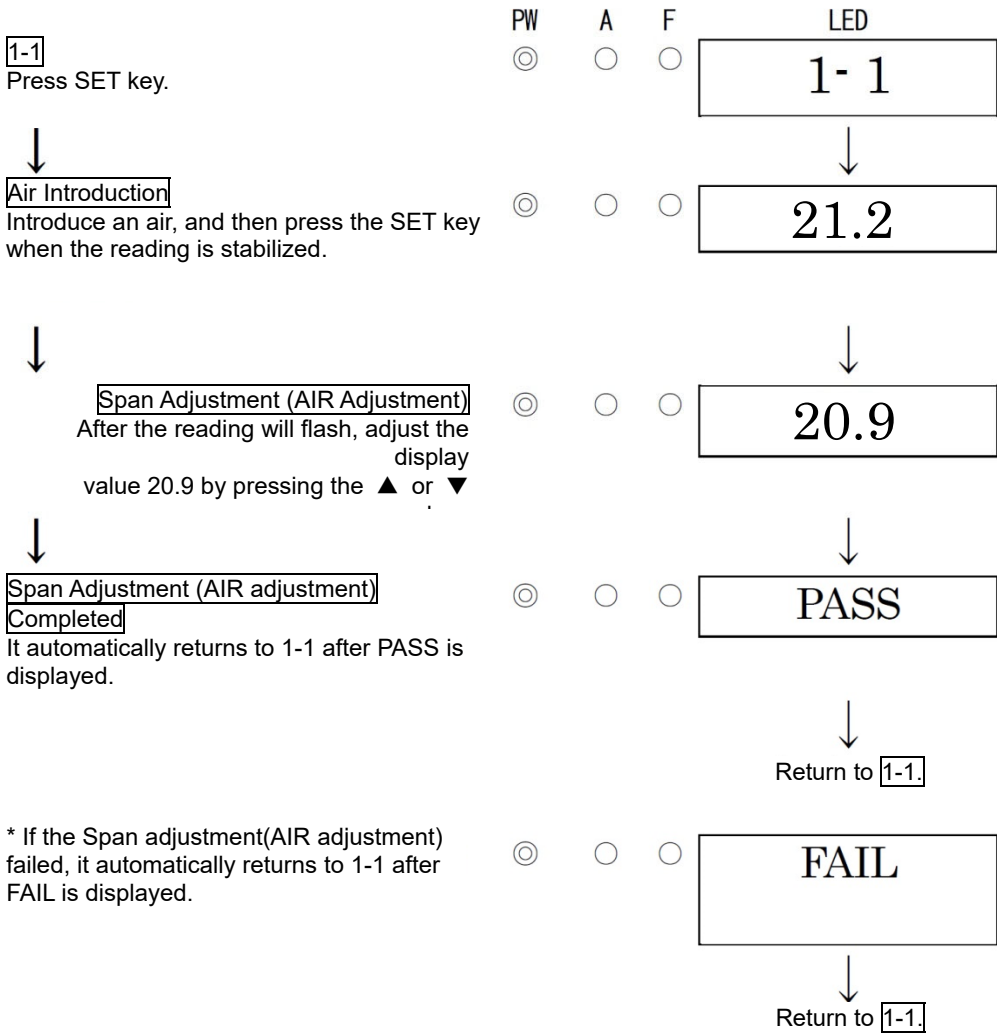 PW A F LED
1-1
Press SET key.
1- 1
Air Introduction
Introduce an air, and then press the SET key
when the reading is stabilized.
21.2
Span Adjustment (AIR Adjustment)
After the reading will flash, adjust the
display
value 20.9 by pressing the ▲ or ▼
20.9
Span Adjustment (AIR adjustment)
Completed
It automatically returns to 1-1 after PASS is
displayed.
PASS
Return to 1-1.
* If the Span adjustment(AIR adjustment)
failed, it automatically returns to 1-1 after
FAIL is displayed.
FAIL
Return to 1-1.